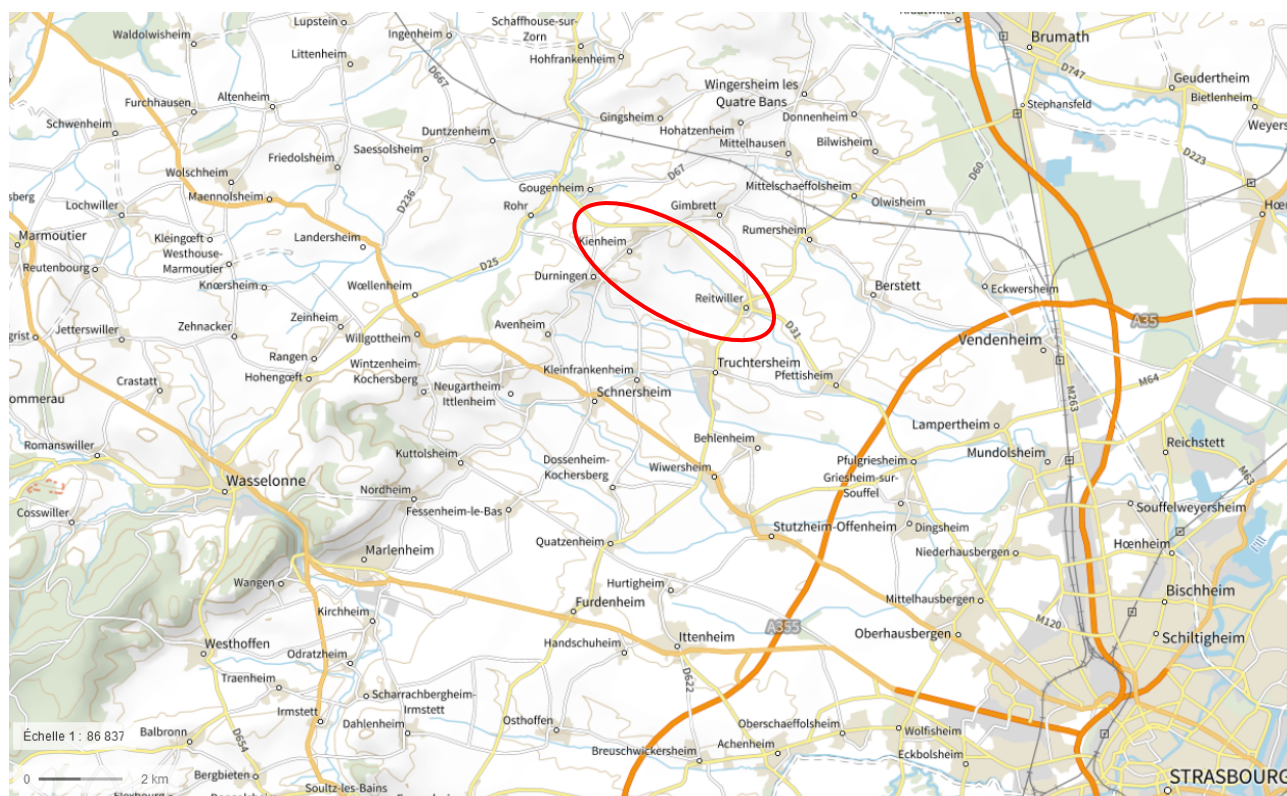 Lupstein
Schaffhouse-sur-
Zorn
Ingenheim
Waldolwisheim
Littenheim
Hohfrankenheim
Brumath
D667
D747
Geudertheim
Bietlenheim
Wingersheim les
Quatre Bans
Furchhausen
Altenheim
Stephansfeld
Donnenheim
Gingsheim
Weyers
Schwenheim
Duntzenheim
Hohatzenheim
Mittelhausen
Bilwisheim
Saessolsheim
Friedolsheim
D223
D60
Wolschheim
D67
Gougenheim
Mittelschaeffolsheim
Maennolsheim
D236
sberg
Lochwiller
Rohr
Gimbrett
Olwisheim
Hœn
Marmoutier
Kleingœft
Landersheim
Kienheim
Rumersheim
Westhouse-
Marmoutier
D25
Reutenbourg
Durningen
Knœrsheim
Wœllenheim
Reitwiller
Berstett
Eckwersheim
A35
Zeinheim
Avenheim
D31
grist
Jetterswiller
Zehnacker
Willgottheim
Vendenheim
Rangen
Wintzenheim-
Kochersberg
Kleinfrankenheim
Truchtersheim
Hohengœft
Pfettisheim
M64
Crastatt
Neugartheim
Ittlenheim
Schnersheim
M263
ommerau
Lampertheim
Romanswiller
Behlenheim
Reichstett
Kuttolsheim
Dossenheim-
Kochersberg
Wiwersheim
Pfulgriesheim
Mundolsheim
Wasselonne
Griesheim-sur-
Souffel
M63
Nordheim
Cosswiller
Fessenheim-le-Bas
Souffelweyersheim
Stutzheim-Offenheim
Dingsheim
Quatzenheim
Hœnheim
Ill
Marlenheim
Niederhausbergen
Wangen
Hurtigheim
Bischheim
Furdenheim
Mittelhausbergen
Kirchheim
M120
A355
Oberhausbergen
Schiltigheim
Westhoffen
Handschuheim
Ittenheim
Odratzheim
D622
Traenheim
Scharrachbergheim-
Irmstett
Irmstett
Osthoffen
Oberschaeffolsheim
Wolfisheim
Échelle 1 : 86 837
Balbronn
Dahlenheim
D654
Breuschwickersheim
Achenheim
Eckbolsheim
0 2 km
Bergbieten
Soultz-les-Bains
STRASBOURG